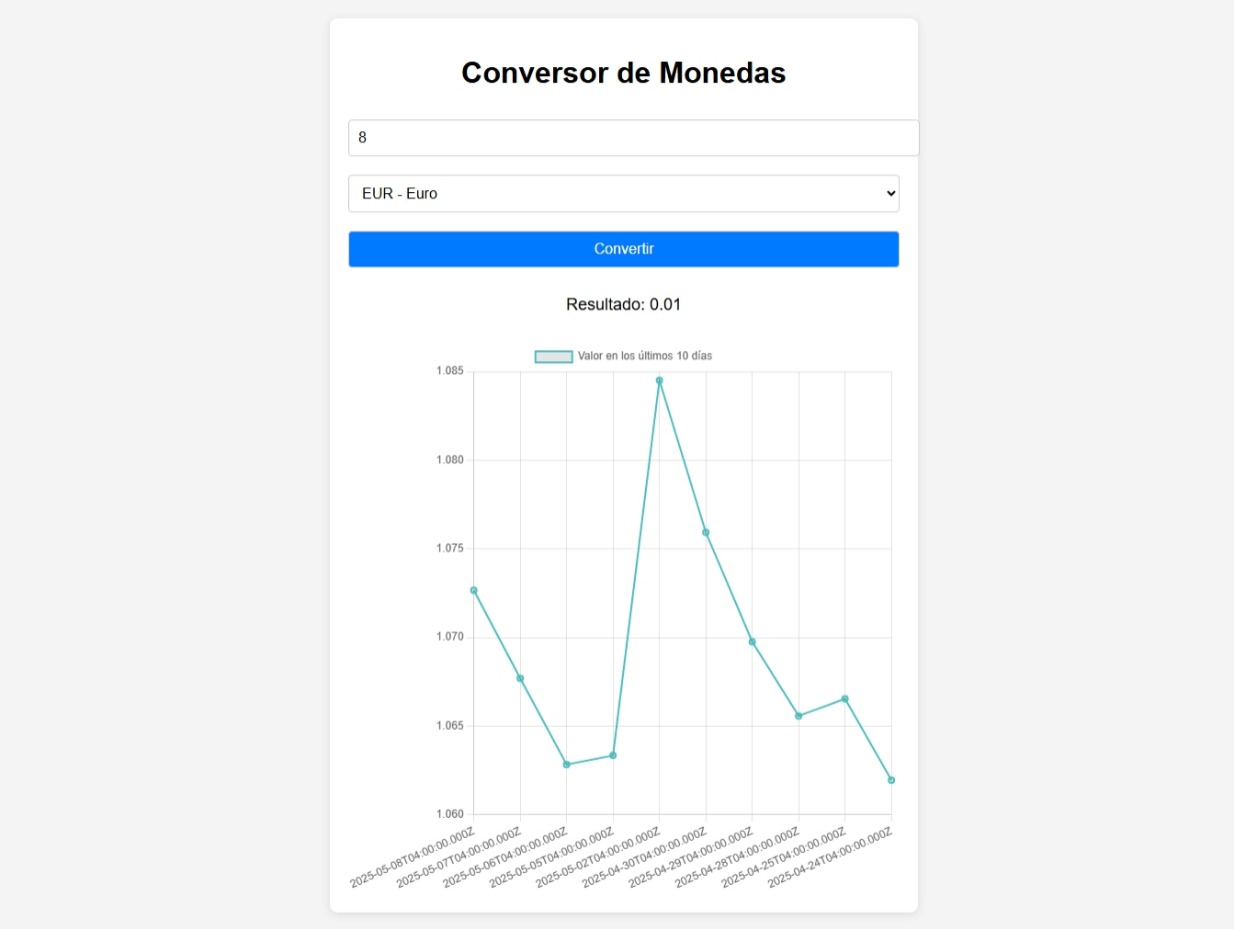 Conversor de Monedas
8
EUR - Euro
Convertir
Resultado: 0.01
Valor en los últimos 10 días
1.085
1.080
1.075
1.070
1.065
1.060
2025-05-08T04:00:00.000Z
2025-05-07T04:00:00.000Z
2025-05-06T04:00:00.000Z
2025-05-05T04:00:00.000Z
2025-05-02T04:00:00.000Z
2025-04-30T04:00:00.000Z
2025-04-29T04:00:00.000Z
2025-04-28T04:00:00.000Z
2025-04-25T04:00:00.000Z
2025-04-24T04:00:00.000Z